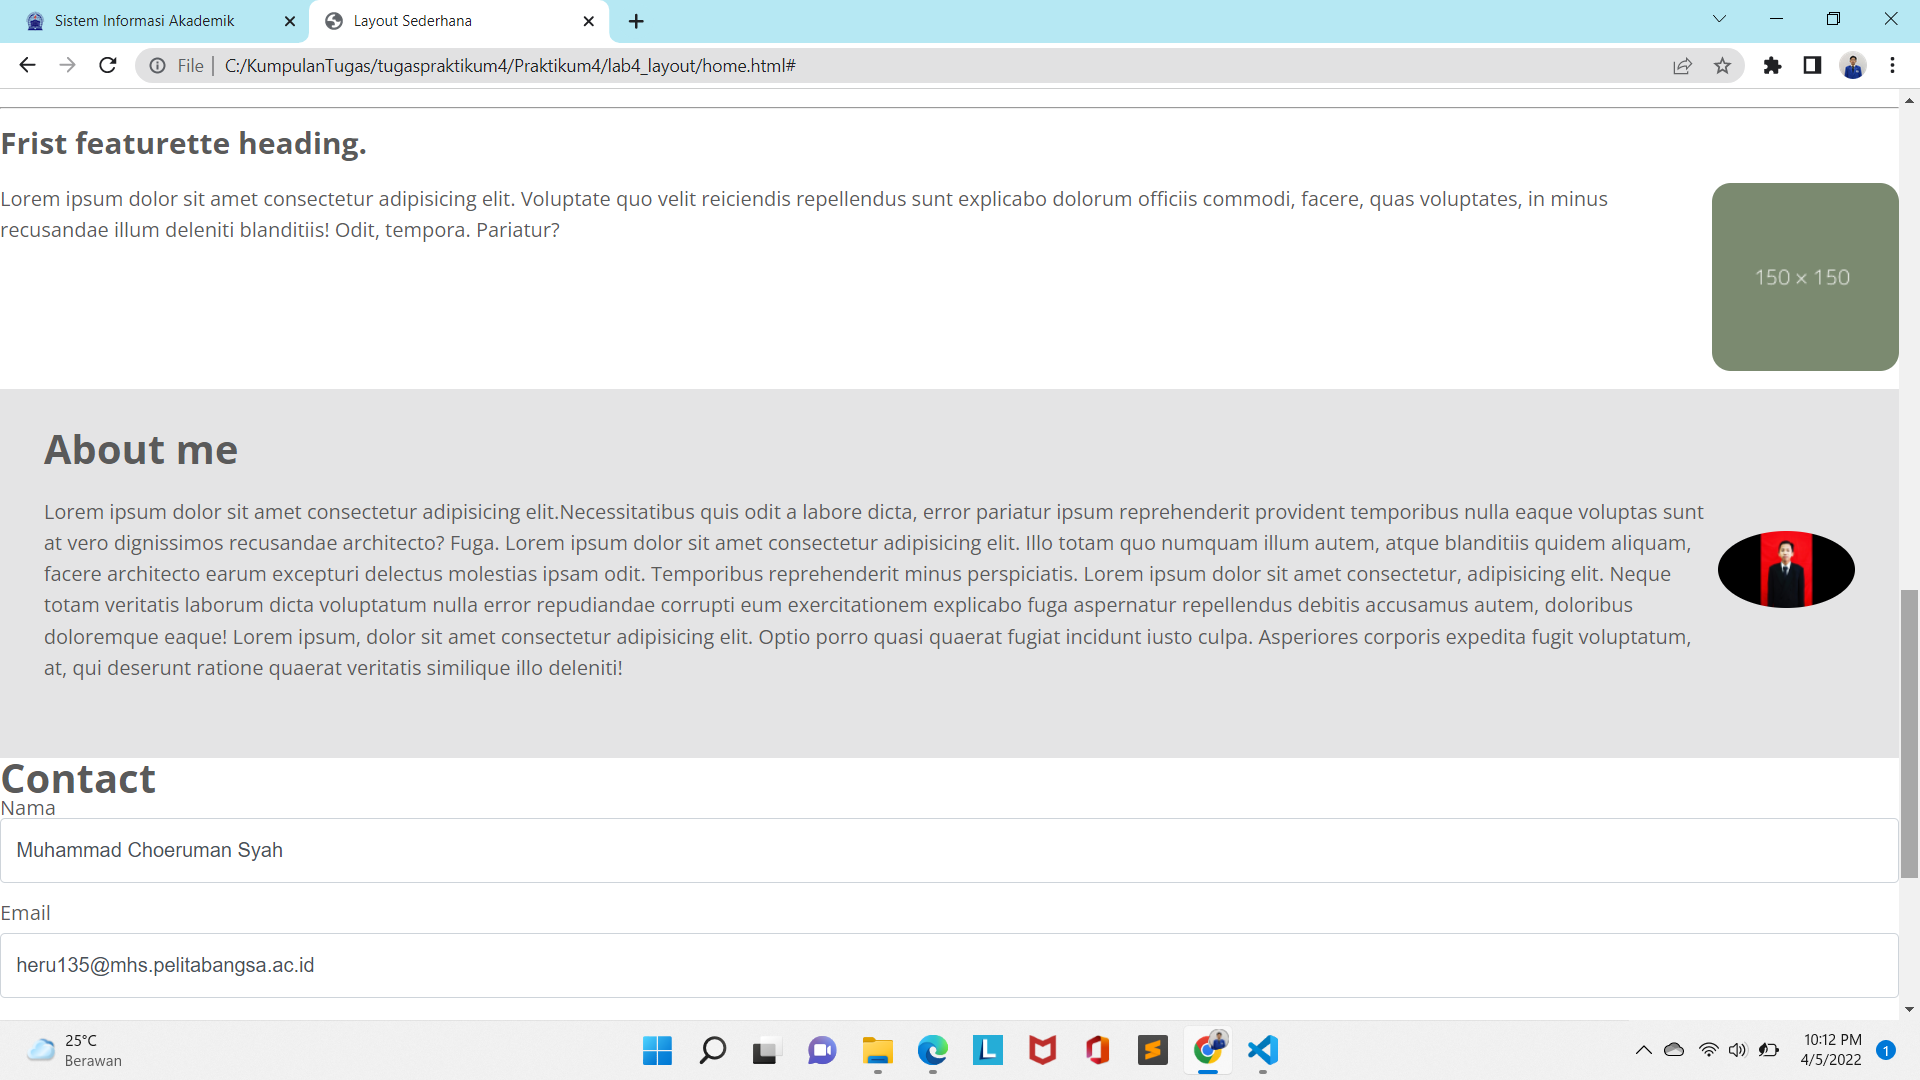 Sistem Informasi Akademik
Layout Sederhana
File
C:/KumpulanTugas/tugaspraktikum4/Praktikum4/lab4_layout/home.html#
Frist featurette heading.
Lorem ipsum dolor sit amet consectetur adipisicing elit. Voluptate quo velit reiciendis repellendus sunt explicabo dolorum officiis commodi, facere, quas voluptates, in minus
recusandae illum deleniti blanditiis! Odit, tempora. Pariatur?
150 × 150
About me
Lorem ipsum dolor sit amet consectetur adipisicing elit.Necessitatibus quis odit a labore dicta, error pariatur ipsum reprehenderit provident temporibus nulla eaque voluptas sunt
at vero dignissimos recusandae architecto? Fuga. Lorem ipsum dolor sit amet consectetur adipisicing elit. Illo totam quo numquam illum autem, atque blanditiis quidem aliquam,
facere architecto earum excepturi delectus molestias ipsam odit. Temporibus reprehenderit minus perspiciatis. Lorem ipsum dolor sit amet consectetur, adipisicing elit. Neque
totam veritatis laborum dicta voluptatum nulla error repudiandae corrupti eum exercitationem explicabo fuga aspernatur repellendus debitis accusamus autem, doloribus
doloremque eaque! Lorem ipsum, dolor sit amet consectetur adipisicing elit. Optio porro quasi quaerat fugiat incidunt iusto culpa. Asperiores corporis expedita fugit voluptatum,
at, qui deserunt ratione quaerat veritatis similique illo deleniti!
Contact
Nama
Muhammad Choeruman Syah
Email
heru135@mhs.pelitabangsa.ac.id
25°C
Berawan
10:12 PM
4/5/2022
1